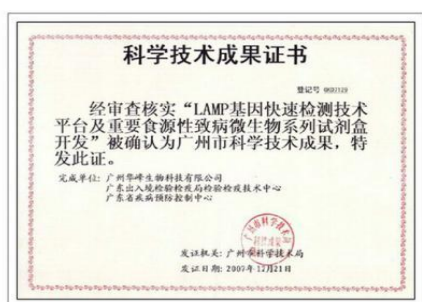 科学技术成果证书
登记号
经审查核实“LAMP基因快速检测技术
平台及重要食源性致病微生物系列试剂盒
开发”被确认为广州市科学技术成果，特
发此证。
完成单位：广州华峰生物科技有限公司
广东出入境检验检疫局检验检疫技术中心
广东省疾病预防控制中心
发证机关：广州市科学技术局
发证日期：2007年12月21日